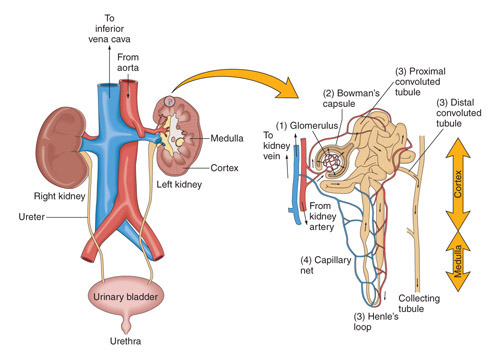 To
inferior
vena cava
From
aorta
Medulla
Cortex
Right kidney
Left kidney
Ureter
Urinary bladder
Urethra
(3) Proximal
convoluted
tubule
(2) Bowman's
capsule
(3) Distal
convoluted
tubule
(1) Glomerulus
To
kidney
vein
From
kidney
artery
(4) Capillary
net
(3) Henle's
loop
Collecting
tubule
Cortex
Medulla